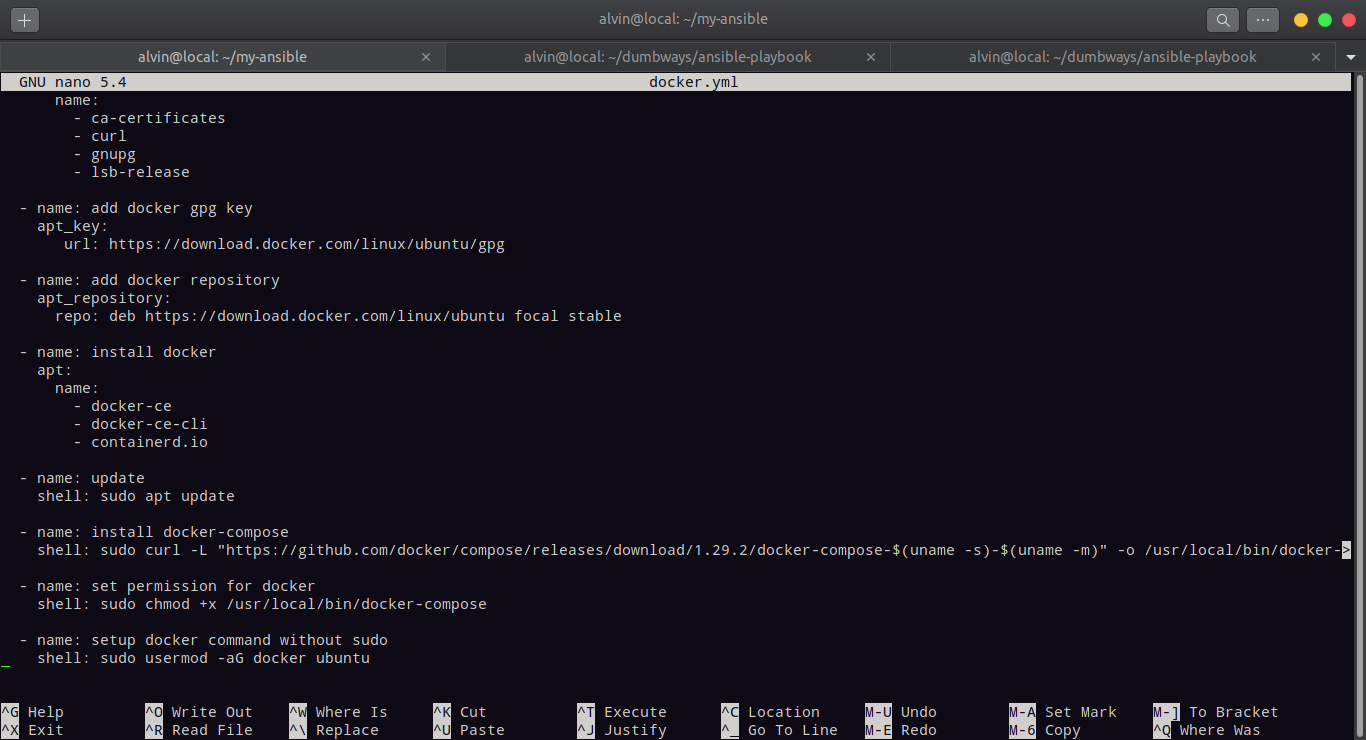 alvin@local: ~/my-ansible
alvin@local: ~/my-ansible
alvin@local: ~/dumbways/ansible-playbook
alvin@local: ~/dumbways/ansible-playbook
GNU nano 5.4 docker.yml
name:
- ca-certificates
- curl
- gnupg
- lsb-release
- name: add docker gpg key
apt_key:
url: https://download.docker.com/linux/ubuntu/gpg
- name: add docker repository
apt_repository:
repo: deb https://download.docker.com/linux/ubuntu focal stable
- name: install docker
apt:
name:
- docker-ce
- docker-ce-cli
- containerd.io
- name: update
shell: sudo apt update
- name: install docker-compose
shell: sudo curl -L "https://github.com/docker/compose/releases/download/1.29.2/docker-compose-$(uname -s)-$(uname -m)" -o /usr/local/bin/docker->
- name: set permission for docker
shell: sudo chmod +x /usr/local/bin/docker-compose
- name: setup docker command without sudo
shell: sudo usermod -aG docker ubuntu
^G Help ^O Write Out ^W Where Is ^K Cut ^T Execute ^C Location M-U Undo M-A Set Mark M-] To Bracket
^X Exit ^R Read File ^\ Replace ^U Paste ^J Justify ^_ Go To Line M-E Redo M-6 Copy ^Q Where Was